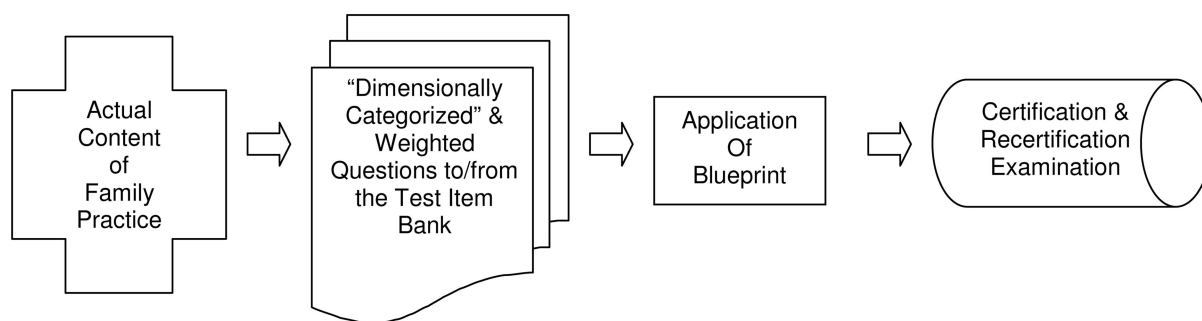 Actual
Content
of
Family
Practice
“Dimensionally
Categorized” &
Weighted
Questions to/from
the Test Item
Bank
Application
Of
Blueprint
Certification &
Recertification
Examination